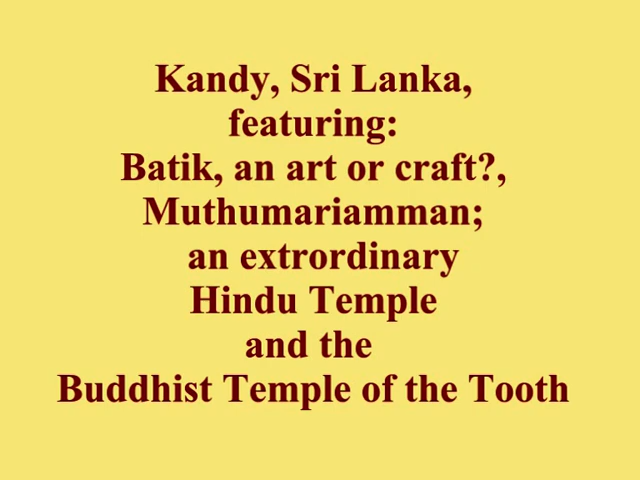 Kandy, Sri Lanka,
featuring:
Batik, an art or craft?,
Muthumariamman;
an extrordinary
Hindu Temple
and the
Buddhist Temple of the Tooth